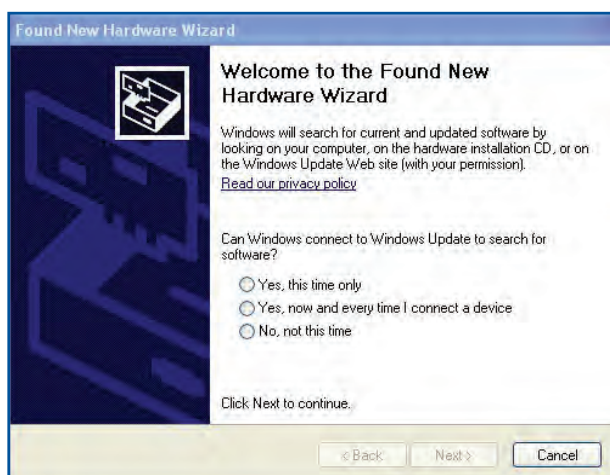 Found New Hardware Wizard
Welcome to the Found New
Hardware Wizard
Windows will search for current and updated software by
looking on your computer, on the hardware installation CD, or on
the Windows Update Web site (with your permission).
Read our privacy policy
Can Windows connect to Windows Update to search for
software?
Yes, this time only
Yes, now and every time I connect a device
No, not this time
Click Next to continue.
< Back
Next >
Cancel